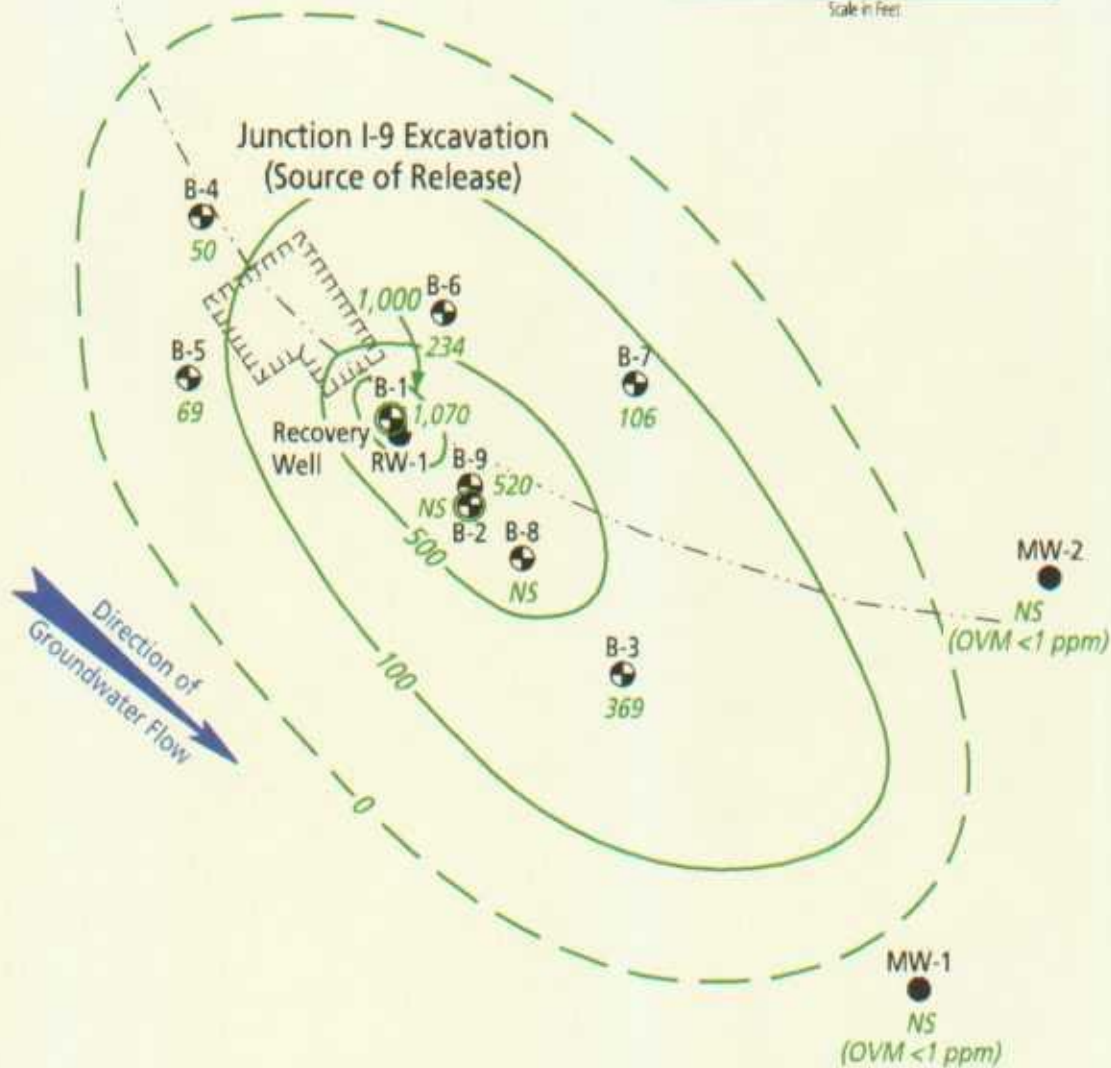 Scale in Feet
Junction I-9 Excavation
(Source of Release)
B-4
50
1,000
B-6
234
B-5
69
B-7
106
B-1
1,070
Recovery
Well
RW-1
B-9
520
NS
B-2
B-8
NS
500
MW-2
NS
(OVM <1 ppm)
Direction of
Groundwater Flow
B-3
369
100
0
MW-1
NS
(OVM <1 ppm)